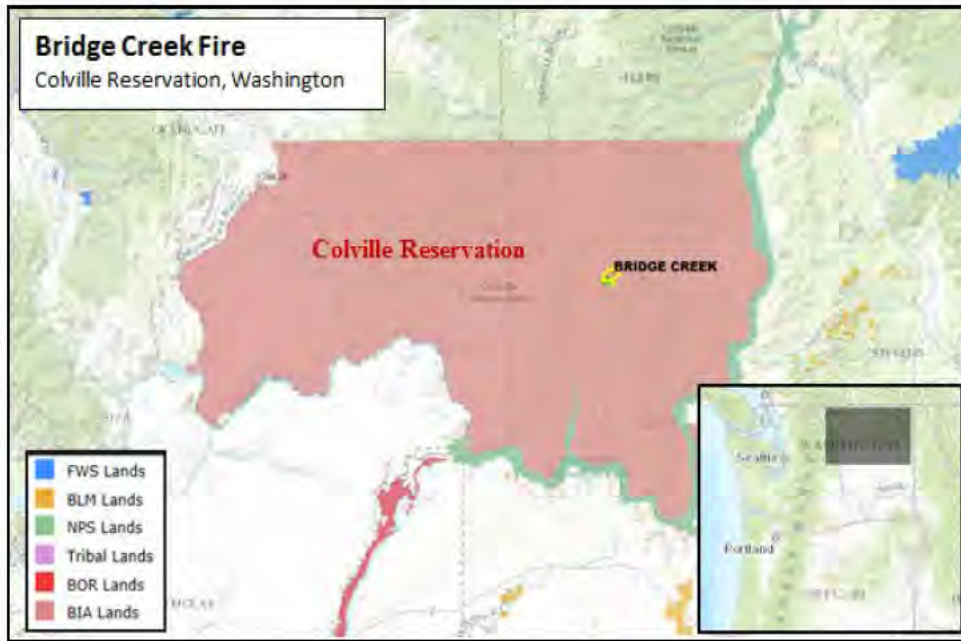 Bridge Creek Fire
Colville Reservation, Washington
Colville Reservation
BRIDGE CREEK
FWS Lands
BLM Lands
NPS Lands
Tribal Lands
BOR Lands
BIA Lands
WASHINGTON
Seattle
Portland